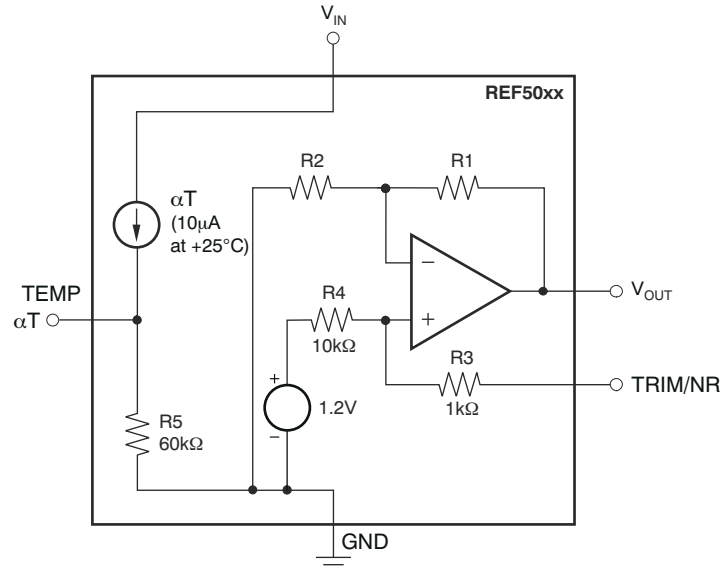 V_IN
REF50xx
R2
R1
αT
(10μA
at +25°C)
−
TEMP
αT
V_OUT
R4
+
10kΩ
R3
1kΩ
TRIM/NR
+
1.2V
−
R5
60kΩ
GND